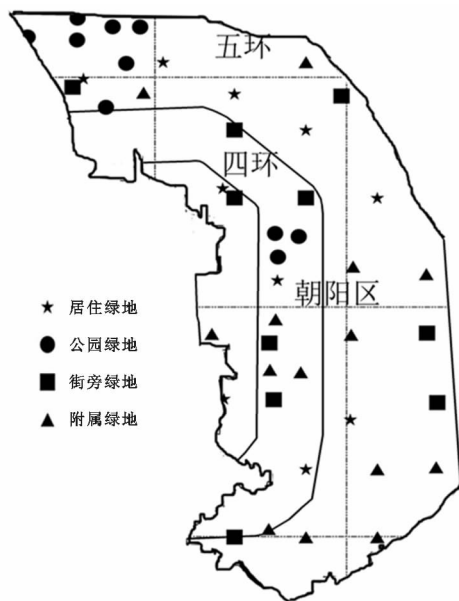 五环
四环
朝阳区
居住绿地
公园绿地
街旁绿地
附属绿地